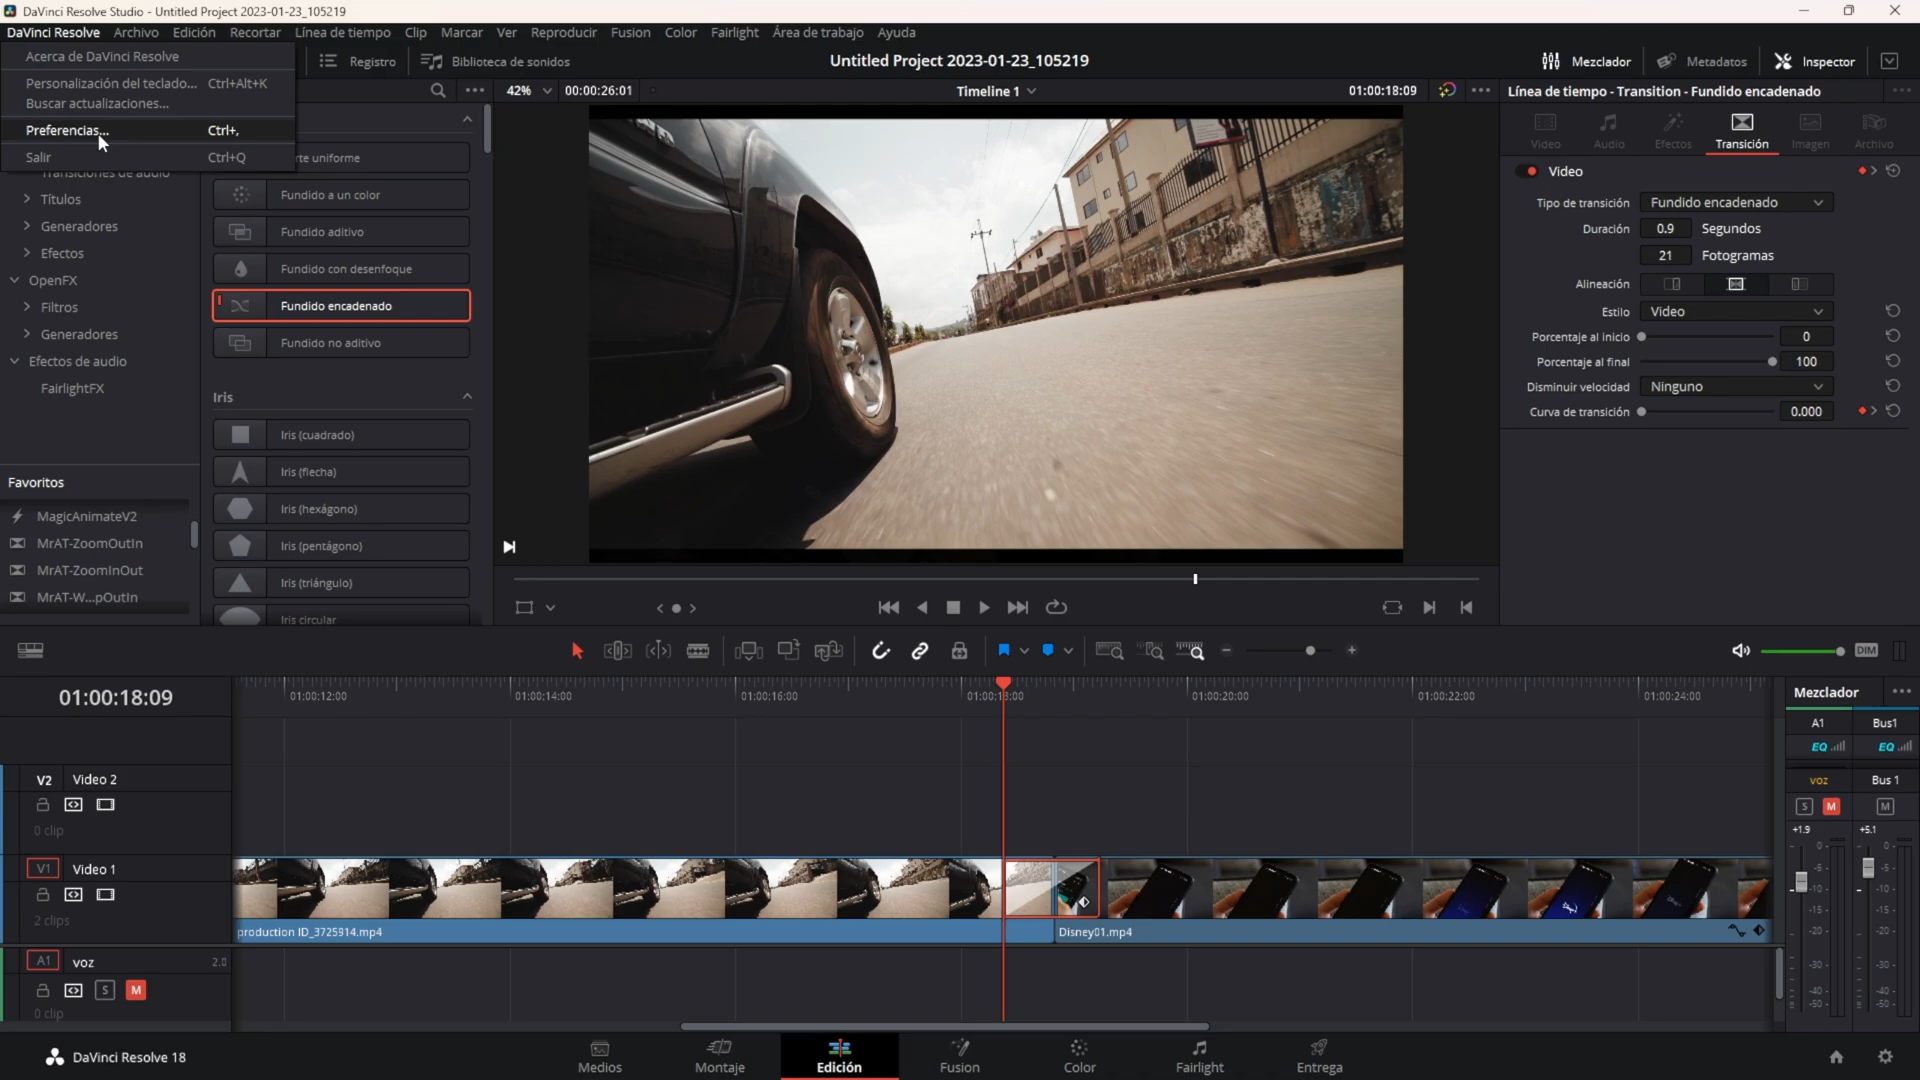 DaVinci Resolve Studio - Untitled Project 2023-01-23_105219
DaVinci Resolve Archivo Edición Recortar Línea de tiempo Clip Marcar Ver Reproducir Fusion Color Fairlight Área de trabajo Ayuda
Acerca de DaVinci Resolve
Personalización del teclado... Ctrl+Alt+K
Buscar actualizaciones...
Preferencias... Ctrl+,
Salir Ctrl+Q
Registro Biblioteca de sonidos
Untitled Project 2023-01-23_105219
Mezclador Metadatos Inspector
42% 00:00:26:01 Timeline 1 01:00:18:09
Línea de tiempo - Transition - Fundido encadenado
Títulos
Generadores
Efectos
OpenFX
Filtros
Generadores
Efectos de audio
FairlightFX
Favoritos
MagicAnimateV2
MrAT-ZoomOutIn
MrAT-ZoomInOut
MrAT-W...pOutIn
rte uniforme
Fundido a un color
Fundido aditivo
Fundido con desenfoque
Fundido encadenado
Fundido no aditivo
Iris
Iris (cuadrado)
Iris (flecha)
Iris (hexágono)
Iris (pentágono)
Iris (triángulo)
Iris circular
Video Audio Efectos Transición Imagen Archivo
Video
Tipo de transición Fundido encadenado
Duración 0.9 Segundos
21 Fotogramas
Alineación
Estilo Video
Porcentaje al inicio 0
Porcentaje al final 100
Disminuir velocidad Ninguno
Curva de transición 0.000
DIM
01:00:18:09
01:00:12:00 01:00:14:00 01:00:16:00 01:00:18:00 01:00:20:00 01:00:22:00 01:00:24:00
V2 Video 2
0 clip
V1 Video 1
2 clips
production ID_3725914.mp4
Disney01.mp4
A1 voz 2.0
S M
0 clip
Mezclador
A1 Bus1
EQ EQ
voz Bus 1
S M M
+1.9 +5.1
0 0
-5 -5
-10 -10
-15 -15
-20 -20
-30 -30
-40 -40
-50 -50
DaVinci Resolve 18
Medios Montaje Edición Fusion Color Fairlight Entrega